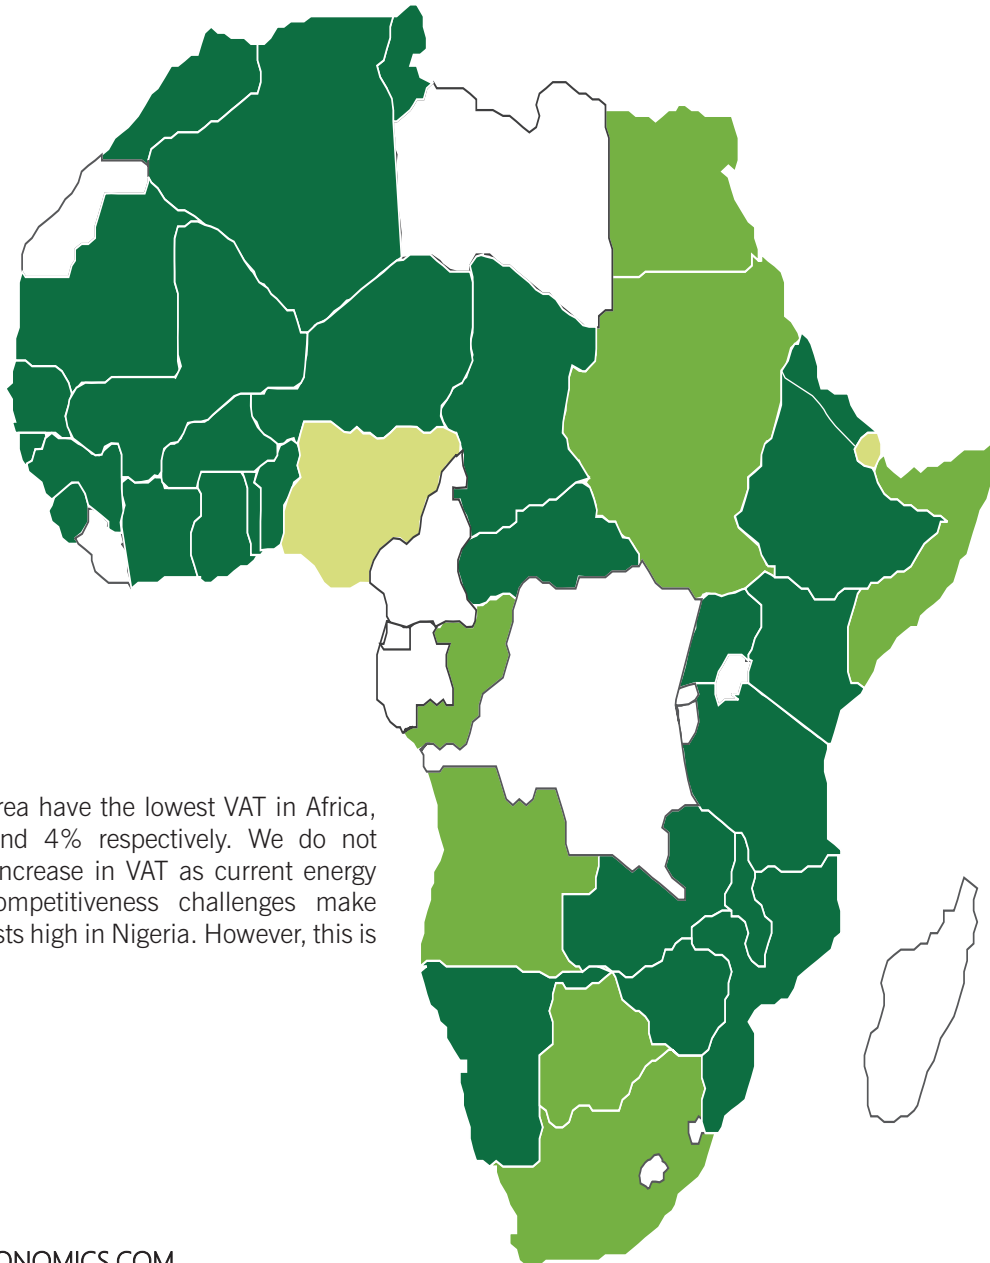 rea have the lowest VAT in Africa,
nd 4% respectively. We do not
ncrease in VAT as current energy
ompetitiveness challenges make
sts high in Nigeria. However, this is
ONOMICS.COM